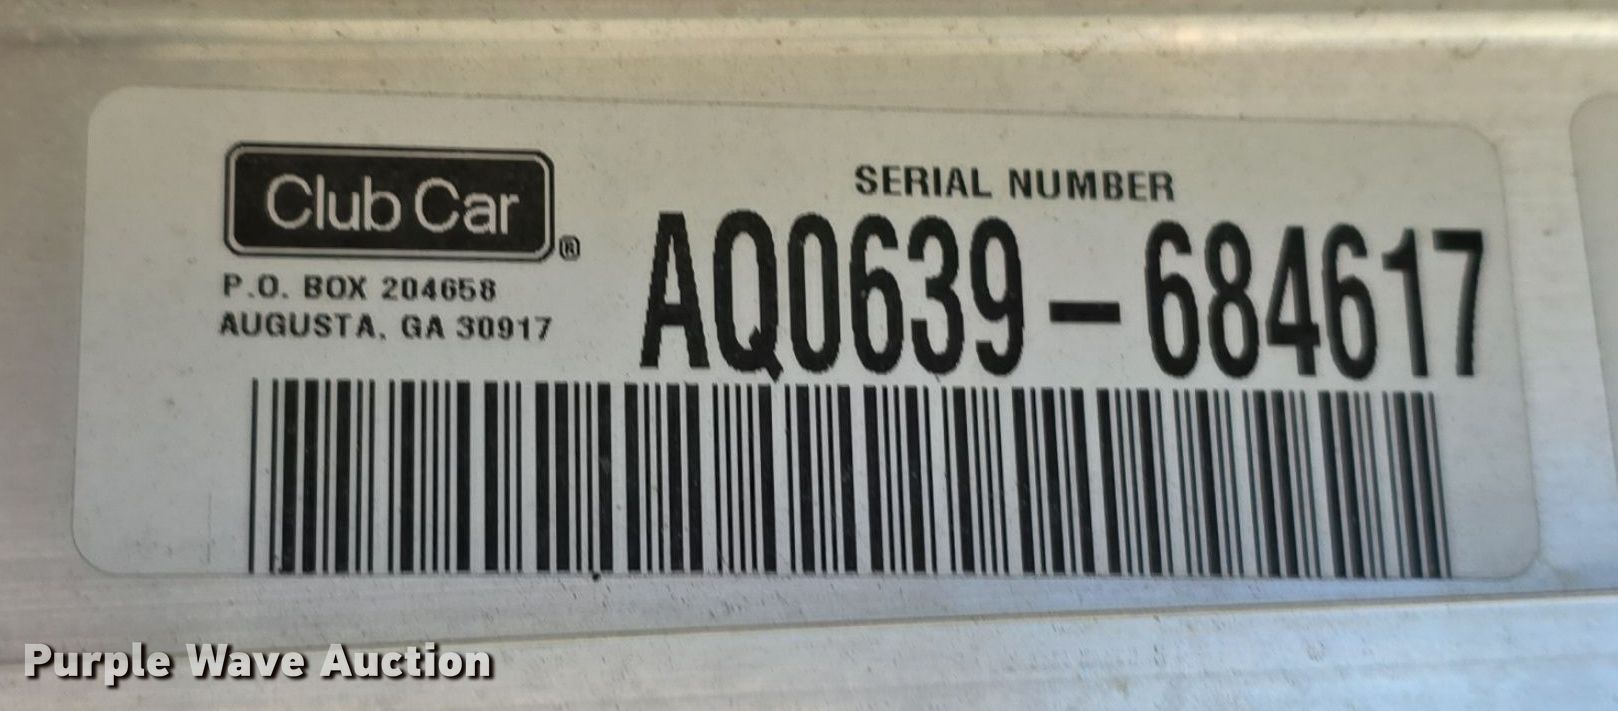 Club Car ®
P.O. BOX 204658
AUGUSTA, GA 30917
SERIAL NUMBER
AQ0639-684617
Purple Wave Auction